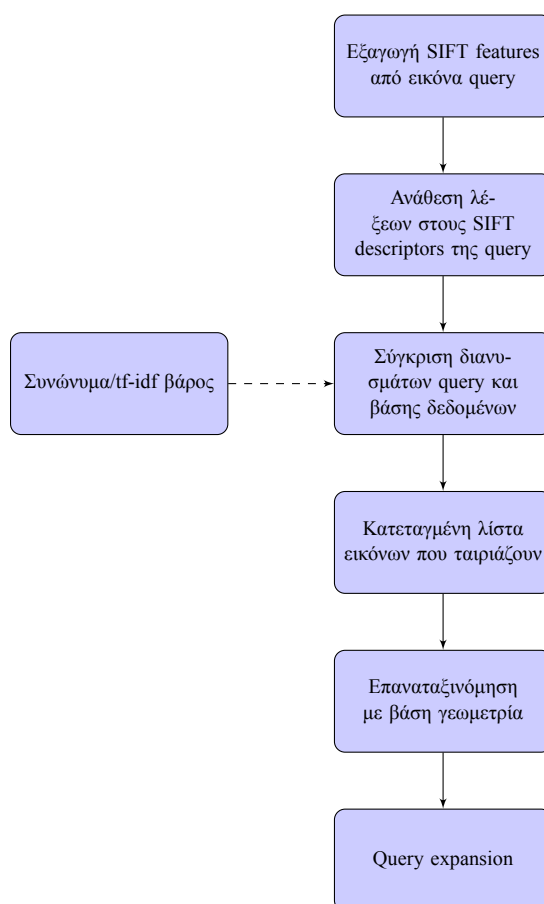 Εξαγωγή SIFT features
από εικόνα query
Ανάθεση λέ-
ξεων στους SIFT
descriptors της query
Συνώνυμα/tf-idf βάρος
Σύγκριση διανυ-
σμάτων query και
βάσης δεδομένων
Κατεταγμένη λίστα
εικόνων που ταιριάζουν
Επαναταξινόμηση
με βάση γεωμετρία
Query expansion